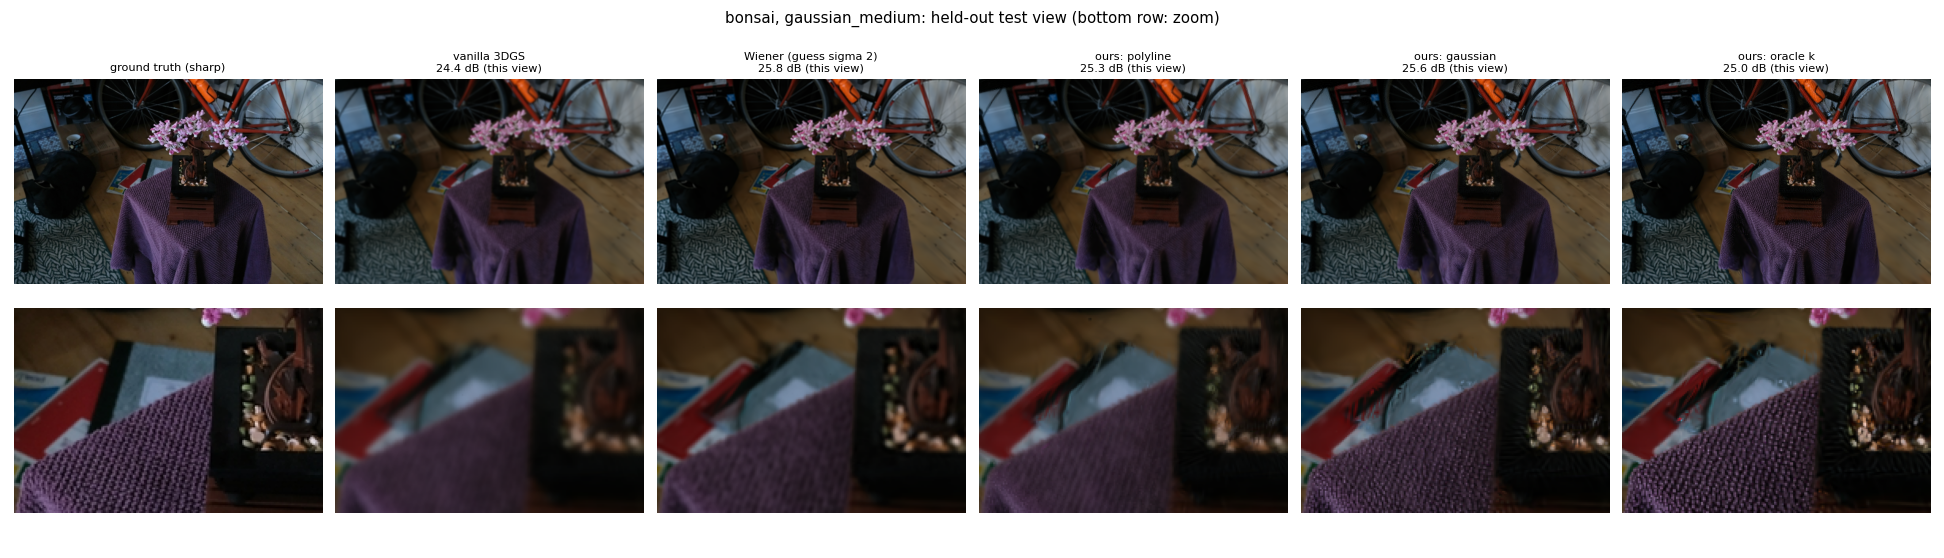 bonsai, gaussian_medium: held-out test view (bottom row: zoom)
ground truth (sharp)
vanilla 3DGS
24.4 dB (this view)
Wiener (guess sigma 2)
25.8 dB (this view)
ours: polyline
25.3 dB (this view)
ours: gaussian
25.6 dB (this view)
ours: oracle k
25.0 dB (this view)